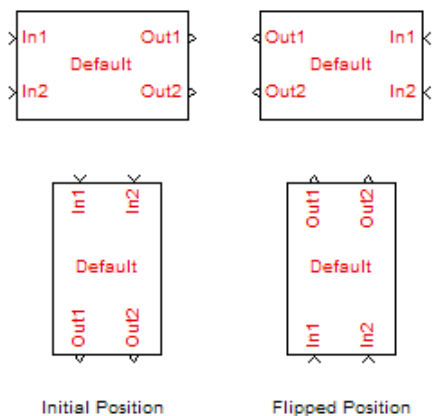 In1 Out1
Default
In2 Out2
Out1 In1
Default
Out2 In2
In1 In2
Default
Out1 Out2
Out1 Out2
Default
In1 In2
Initial Position
Flipped Position